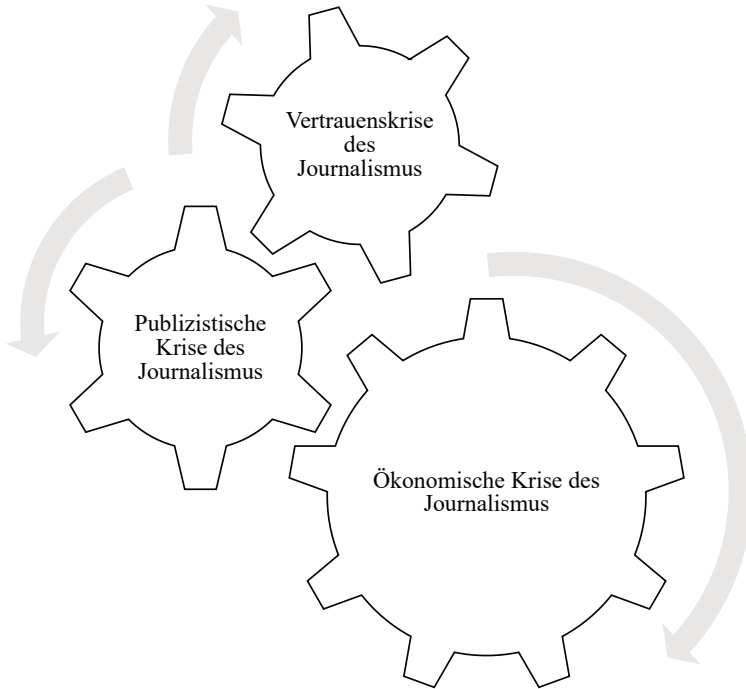 Vertrauenskrise
des
Journalismus
Publizistische
Krise des
Journalismus
Ökonomische Krise des
Journalismus